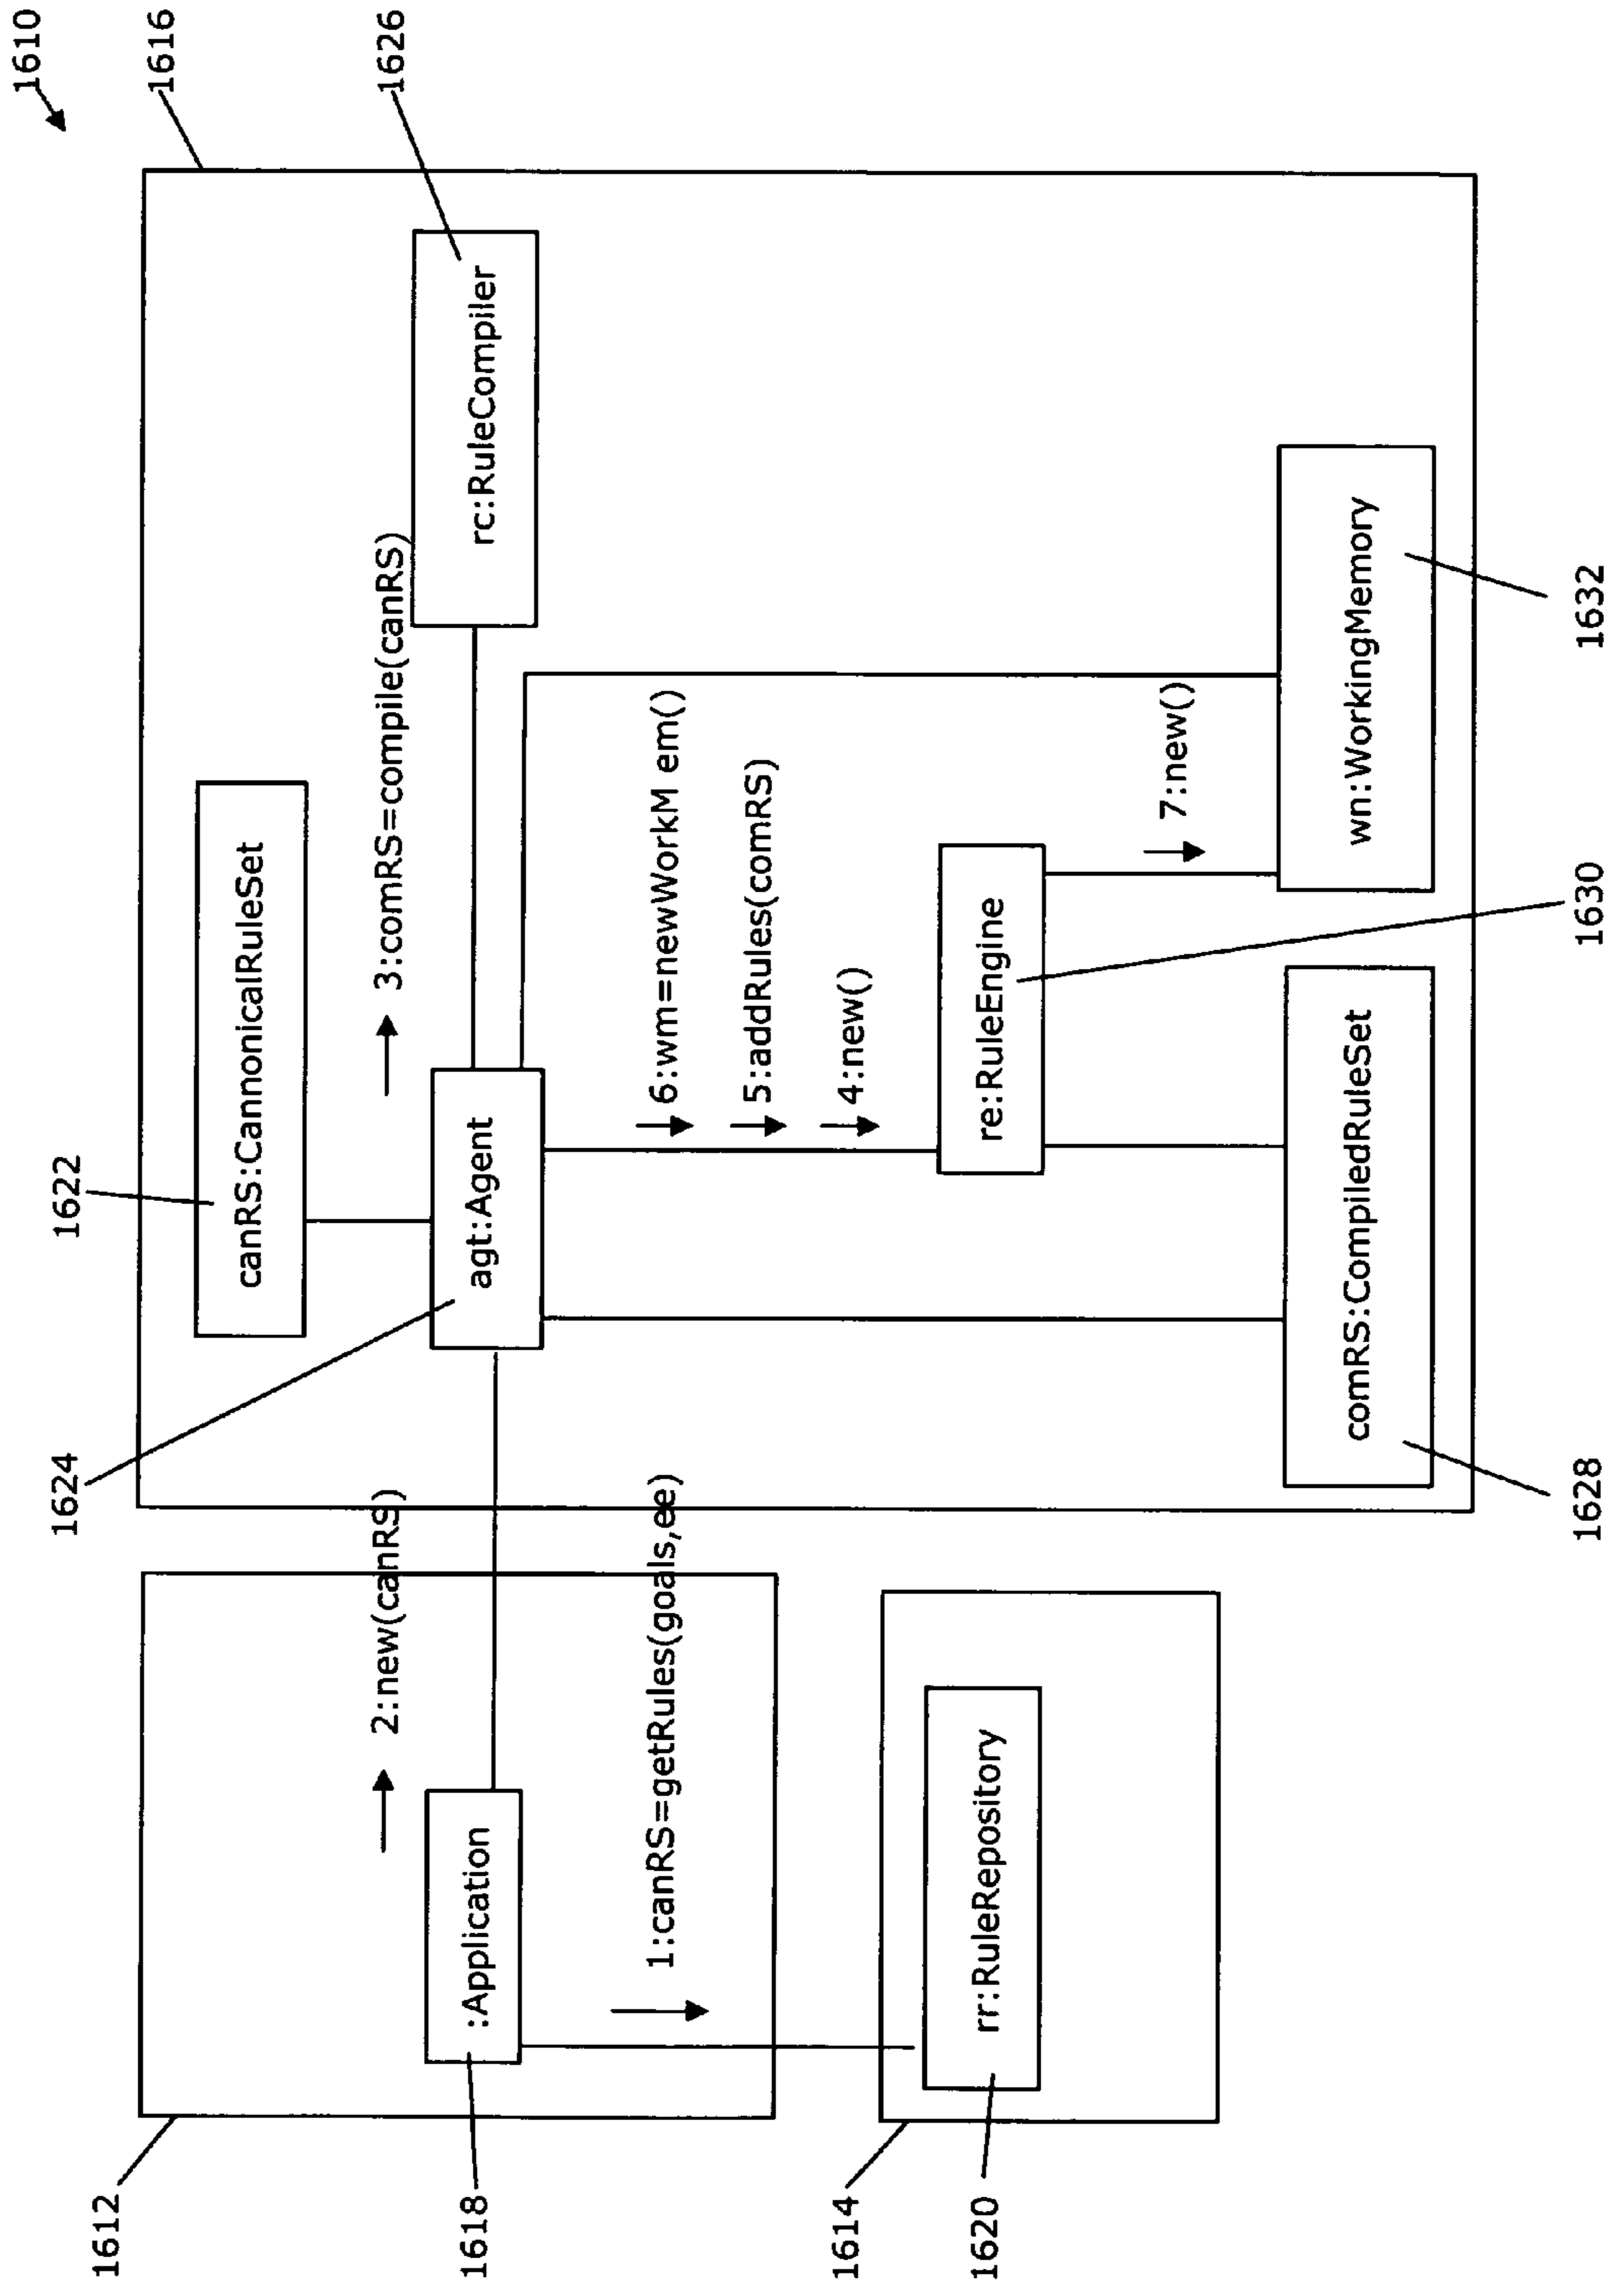 1610
1616
1626
1622
canRS:CannonicalRuleSet
1624
3:comRS=compile(canRS)
rc:RuleCompiler
agt:Agent
2:new(canRS)
:Application
1:canRS=getRules(goals,ee)
6:wm=newWorkM em()
5:addRules(comRS)
4:new()
re:RuleEngine
7:new()
rr:RuleRepository
comRS:CompiledRuleSet
wn:WorkingMemory
1612
1618
1614
1620
1628
1630
1632